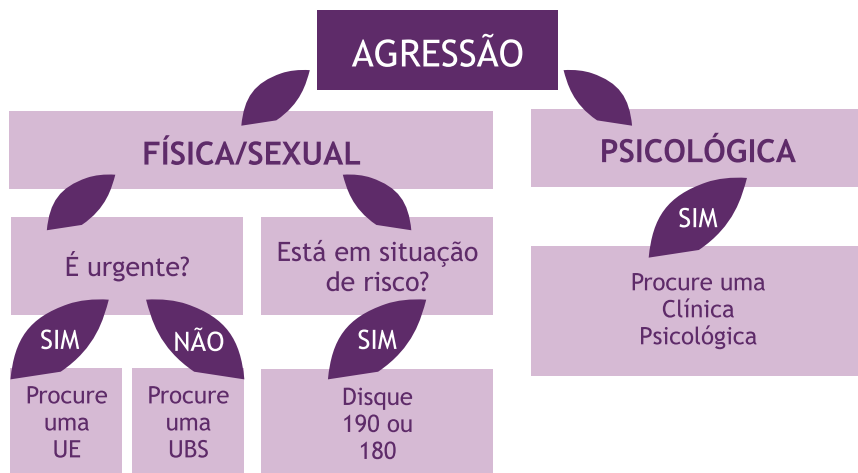 AGRESSÃO
FÍSICA/SEXUAL
PSICOLÓGICA
É urgente?
Está em situação
de risco?
SIM
Procure uma
Clínica
Psicológica
SIM
NÃO
SIM
Procure
uma
UE
Procure
uma
UBS
Disque
190 ou
180